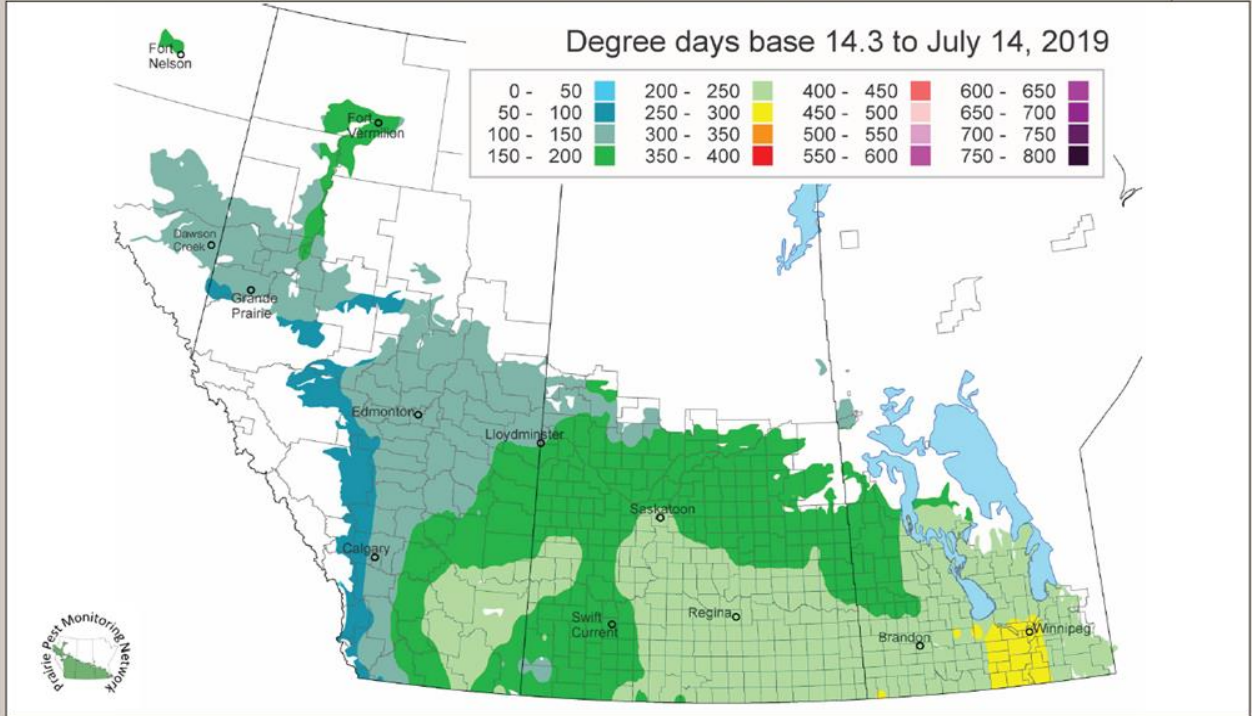 Degree days base 14.3 to July 14, 2019
0 - 50 200 - 250 400 - 450 600 - 650
50 - 100 250 - 300 450 - 500 650 - 700
100 - 150 300 - 350 500 - 550 700 - 750
150 - 200 350 - 400 550 - 600 750 - 800
Fort
Nelson
Fort
Vermilion
Dawson
Creek
Grande
Prairie
Edmonton
Lloydminster
Saskatoon
Calgary
Swift
Current
Regina
Brandon
Winnipeg
Prairie Pest Monitoring Network